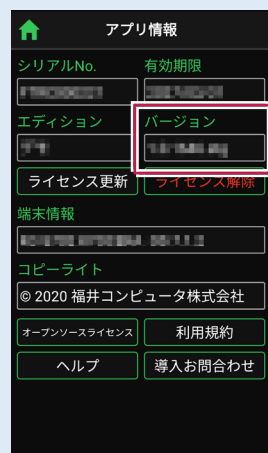 アプリ情報
シリアルNo. 有効期限
エディション バージョン
ライセンス更新 ライセンス解除
端末情報
コピーライト
© 2020 福井コンピュータ株式会社
オープンソースライセンス 利用規約
ヘルプ 導入お問合わせ